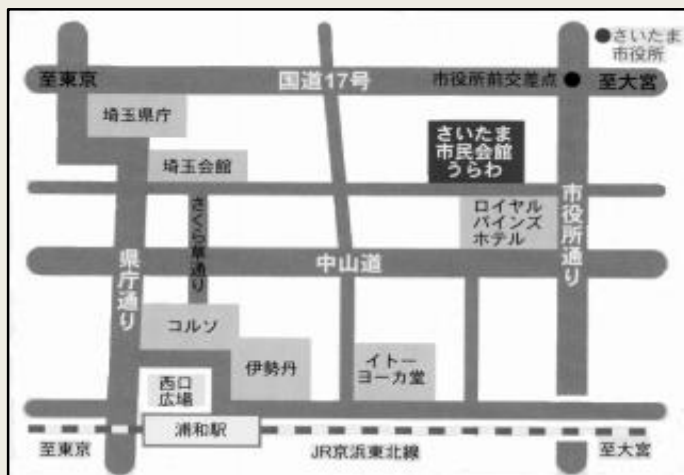 ●さいたま
市役所
至東京
国道17号
市役所前交差点
至大宮
埼玉県庁
さいたま
市民会館
うらわ
埼玉会館
さくら草通り
ロイヤル
パインズ
ホテル
市役所通り
県庁通り
中山道
コルソ
伊勢丹
イトー
ヨーカ堂
西口
広場
浦和駅
至東京
JR京浜東北線
至大宮